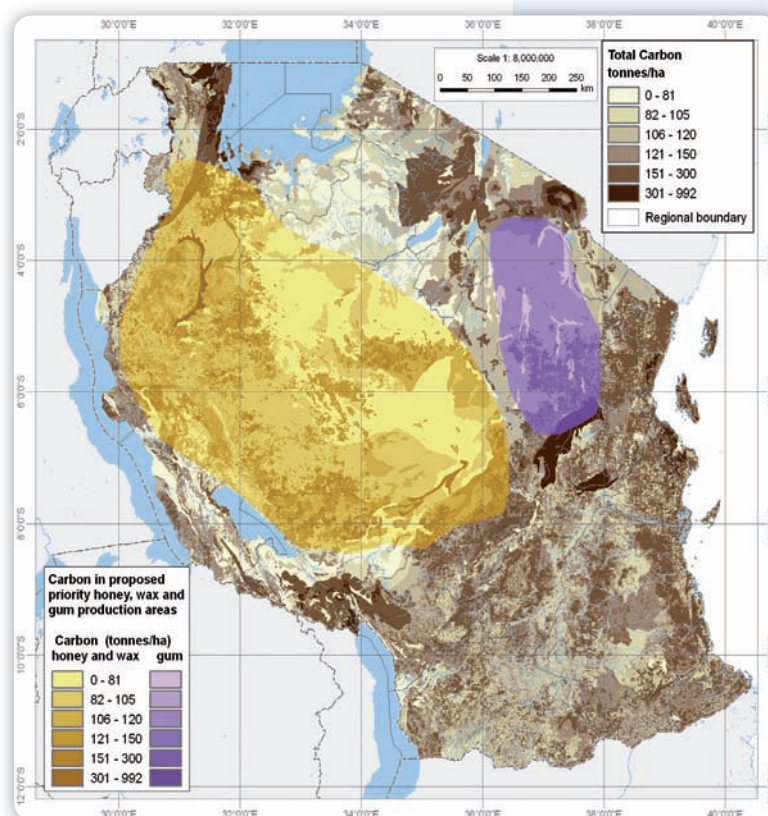 30°0'0"E 32°0'0"E 34°0'0"E 36°0'0"E 38°0'0"E 40°0'0"E
Scale 1: 8,000,000
0 50 100 150 200 250
km
Total Carbon
tonnes/ha
0 - 81
82 - 105
106 - 120
121 - 150
151 - 300
301 - 992
Regional boundary
2°0'0"S
4°0'0"S
6°0'0"S
8°0'0"S
10°0'0"S
12°0'0"S
Carbon in proposed
priority honey, wax and
gum production areas
Carbon (tonnes/ha)
honey and wax gum
0 - 81
82 - 105
106 - 120
121 - 150
151 - 300
301 - 992
30°0'0"E 32°0'0"E 34°0'0"E 36°0'0"E 38°0'0"E 40°0'0"E